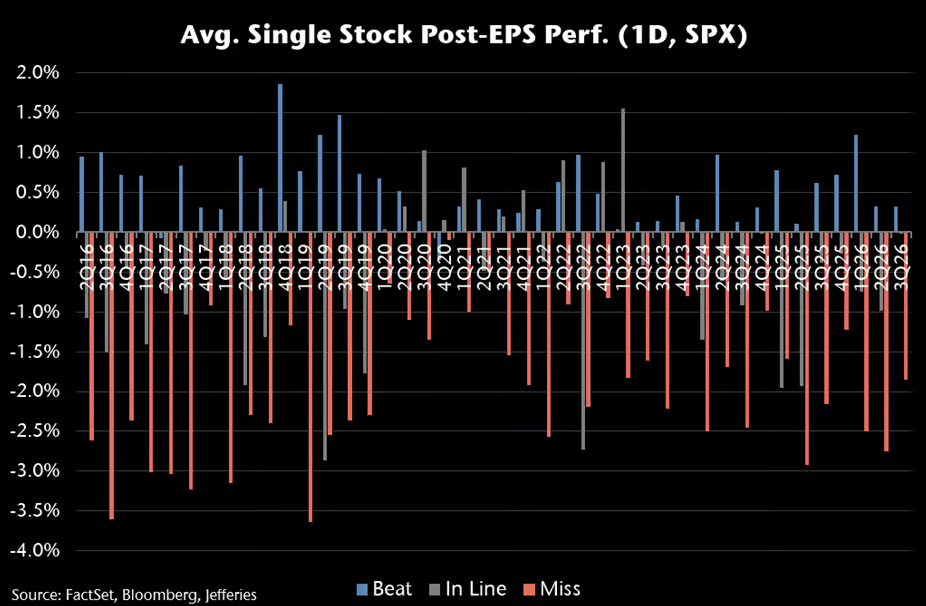 Avg. Single Stock Post-EPS Perf. (1D, SPX)
2.0%
1.5%
1.0%
0.5%
0.0%
-0.5%
-1.0%
-1.5%
-2.0%
-2.5%
-3.0%
-3.5%
-4.0%
2Q16
3Q16
4Q16
1Q17
2Q17
3Q17
4Q17
1Q18
2Q18
3Q18
4Q18
1Q19
2Q19
3Q19
4Q19
1Q20
2Q20
3Q20
4Q20
1Q21
2Q21
3Q21
4Q21
1Q22
2Q22
3Q22
4Q22
1Q23
2Q23
3Q23
4Q23
1Q24
2Q24
3Q24
4Q24
1Q25
2Q25
3Q25
4Q25
1Q26
2Q26
3Q26
Beat In Line Miss
Source: FactSet, Bloomberg, Jefferies